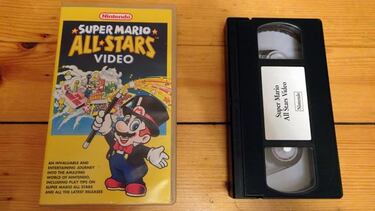 Nintendo
SUPER MARIO
ALL-STARS
VIDEO
AN INVALUABLE AND
ENTERTAINING JOURNEY
INTO THE AMAZING
WORLD OF NINTENDO,
INCLUDING PLAY TIPS ON
SUPER MARIO ALL STARS
AND ALL THE LATEST RELEASES
Super Mario
All Stars Video
Nintendo